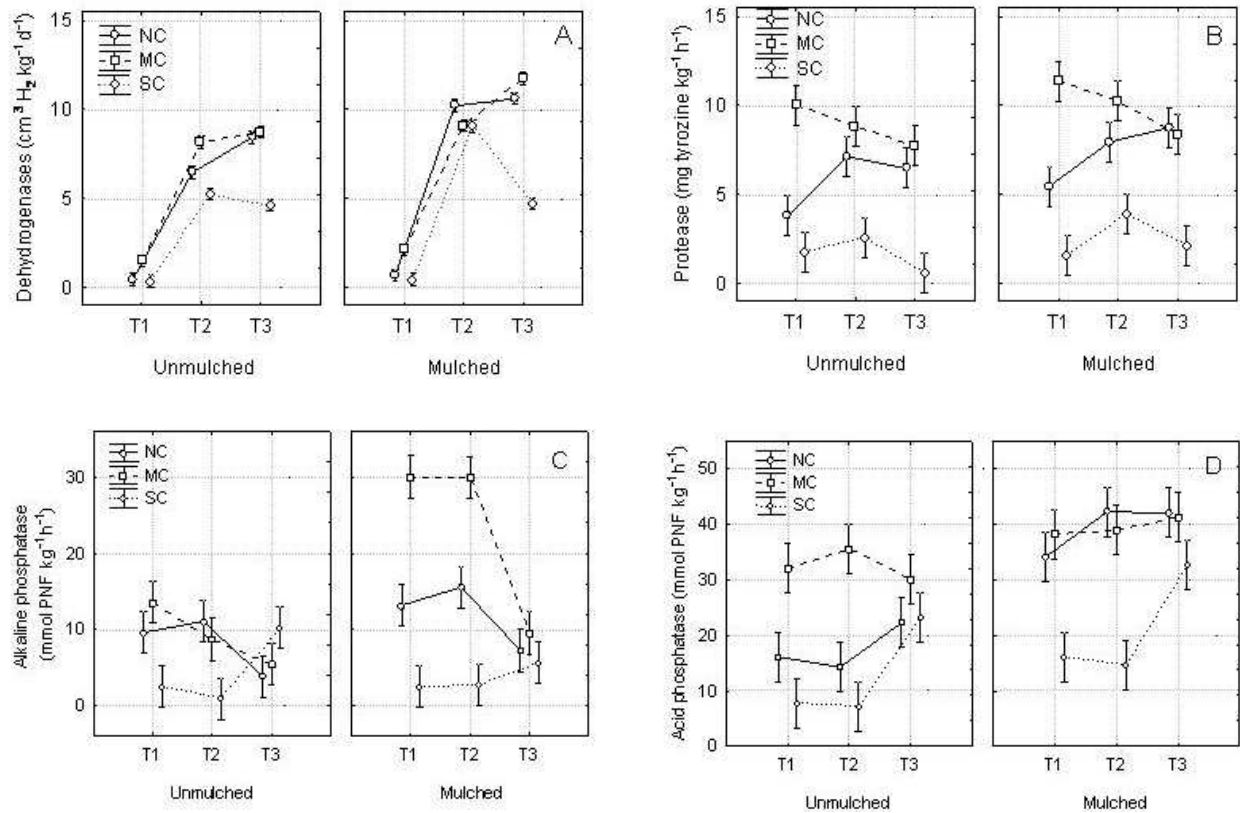 Dehydrogenases (cm³ H₂ kg⁻¹ d⁻¹)
15
10
5
0
NC
MC
SC
A
T1 T2 T3 T1 T2 T3
Unmulched Mulched
Protease (mg tyrozine kg⁻¹ h⁻¹)
15
10
5
0
NC
MC
SC
B
T1 T2 T3 T1 T2 T3
Unmulched Mulched
Alkaline phosphatase
(mmol PNF kg⁻¹ h⁻¹)
30
20
10
0
NC
MC
SC
C
T1 T2 T3 T1 T2 T3
Unmulched Mulched
Acid phosphatase (mmol PNF kg⁻¹ h⁻¹)
50
40
30
20
10
0
NC
MC
SC
D
T1 T2 T3 T1 T2 T3
Unmulched Mulched